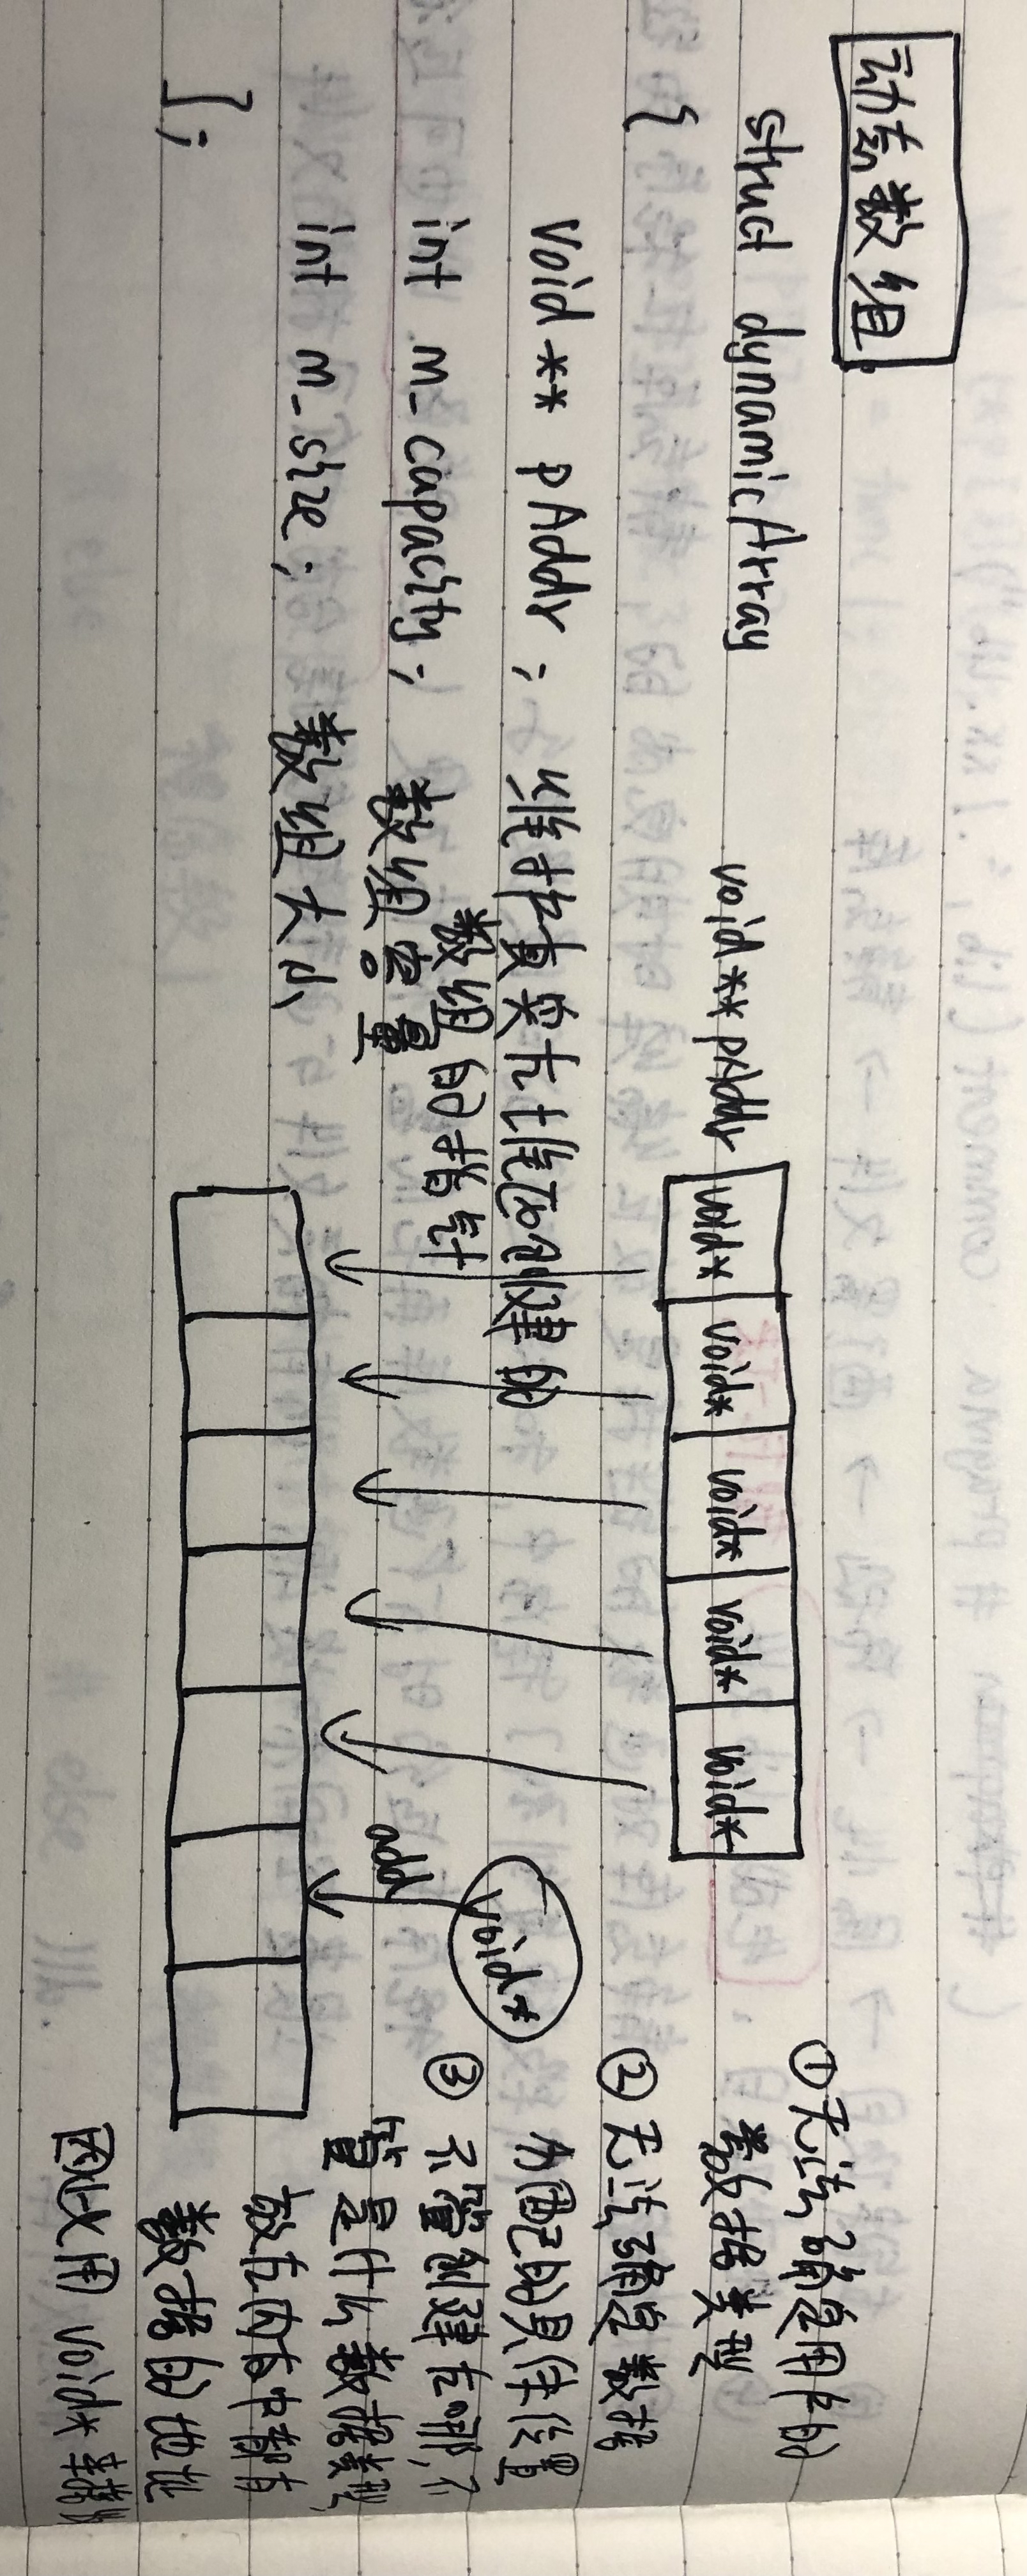 动态数组
struct dynamicArray
{
void** pAddr; 维护真实在堆区创建的
数组的指针
int m_capacity; 数组容量
int m_size; 数组大小
};
void** pAddr void* void* void* void* void*
void*
add
①无法确定用户的
数据类型
②无法确定数据
分配的具体位置
③不管创建在哪,不
管是什么数据类型,
放在内存中都有
数据的地址
因此用 void* 来接收